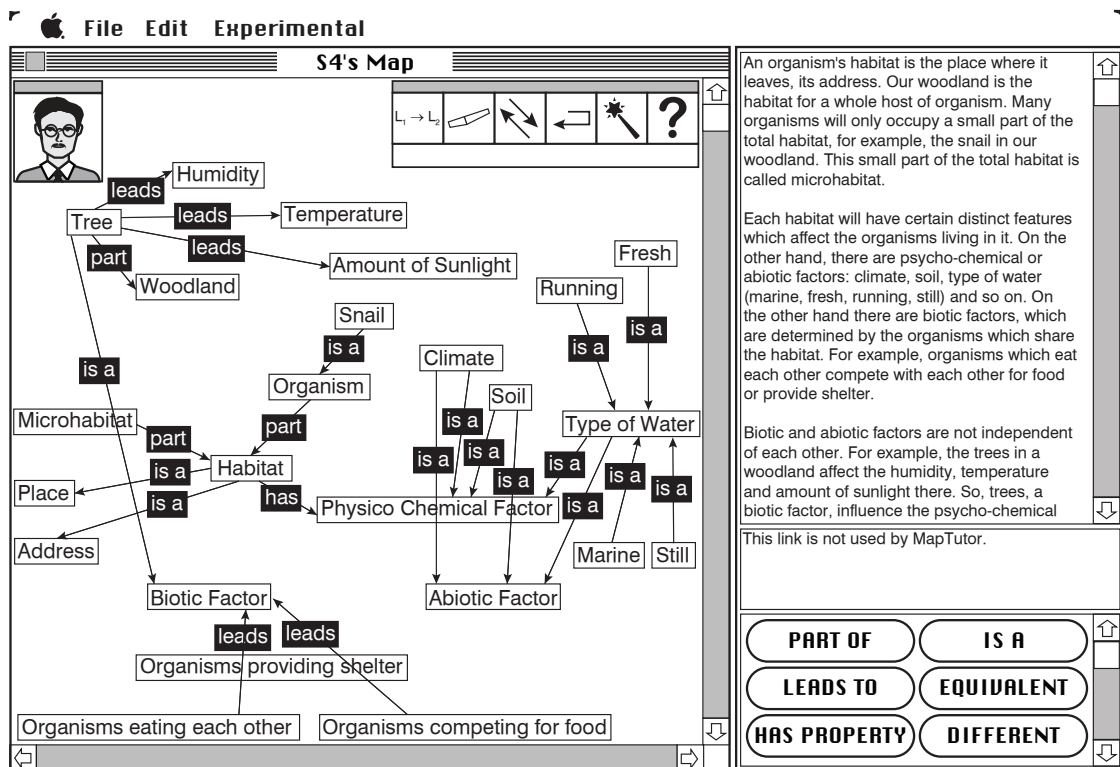 File Edit Experimental
S4's Map
L₁ → L₂
?
Humidity
leads
Tree
leads
Temperature
leads
part
Amount of Sunlight
Woodland
Fresh
Running
Snail
is a
is a
is a
Climate
is a
Organism
Soil
Microhabitat
part
part
is a
is a
is a
Type of Water
Habitat
is a
is a
is a
is a
is a
Place
is a
has
Physico Chemical Factor
is a
Address
Marine
Still
Biotic Factor
Abiotic Factor
leads
leads
Organisms providing shelter
Organisms eating each other
Organisms competing for food
An organism's habitat is the place where it
leaves, its address. Our woodland is the
habitat for a whole host of organism. Many
organisms will only occupy a small part of the
total habitat, for example, the snail in our
woodland. This small part of the total habitat is
called microhabitat.
Each habitat will have certain distinct features
which affect the organisms living in it. On the
other hand, there are psycho-chemical or
abiotic factors: climate, soil, type of water
(marine, fresh, running, still) and so on. On
the other hand there are biotic factors, which
are determined by the organisms which share
the habitat. For example, organisms which eat
each other compete with each other for food
or provide shelter.
Biotic and abiotic factors are not independent
of each other. For example, the trees in a
woodland affect the humidity, temperature
and amount of sunlight there. So, trees, a
biotic factor, influence the psycho-chemical
This link is not used by MapTutor.
PART OF
IS A
LEADS TO
EQUIVALENT
HAS PROPERTY
DIFFERENT